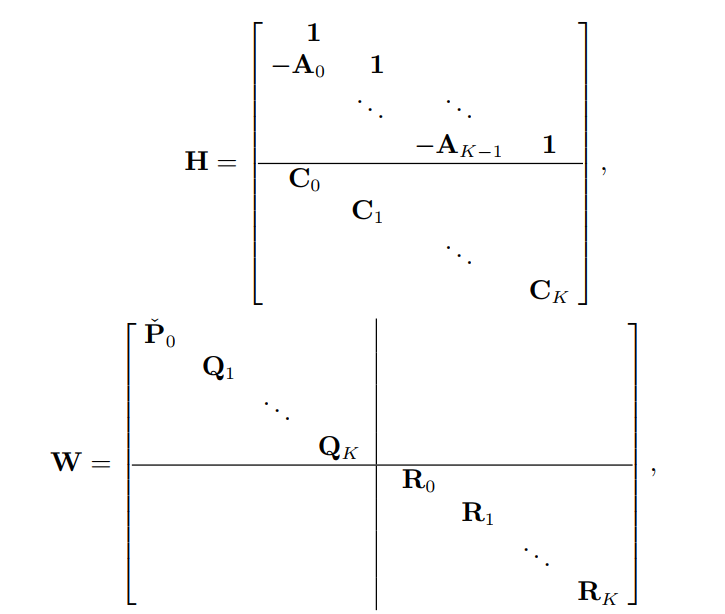 1
−A₀ 1
⋱ ⋱
−A_{K−1} 1
H = ,
C₀
C₁
⋱
C_K
P̌₀
Q₁
⋱
Q_K
W = ,
R₀
R₁
⋱
R_K